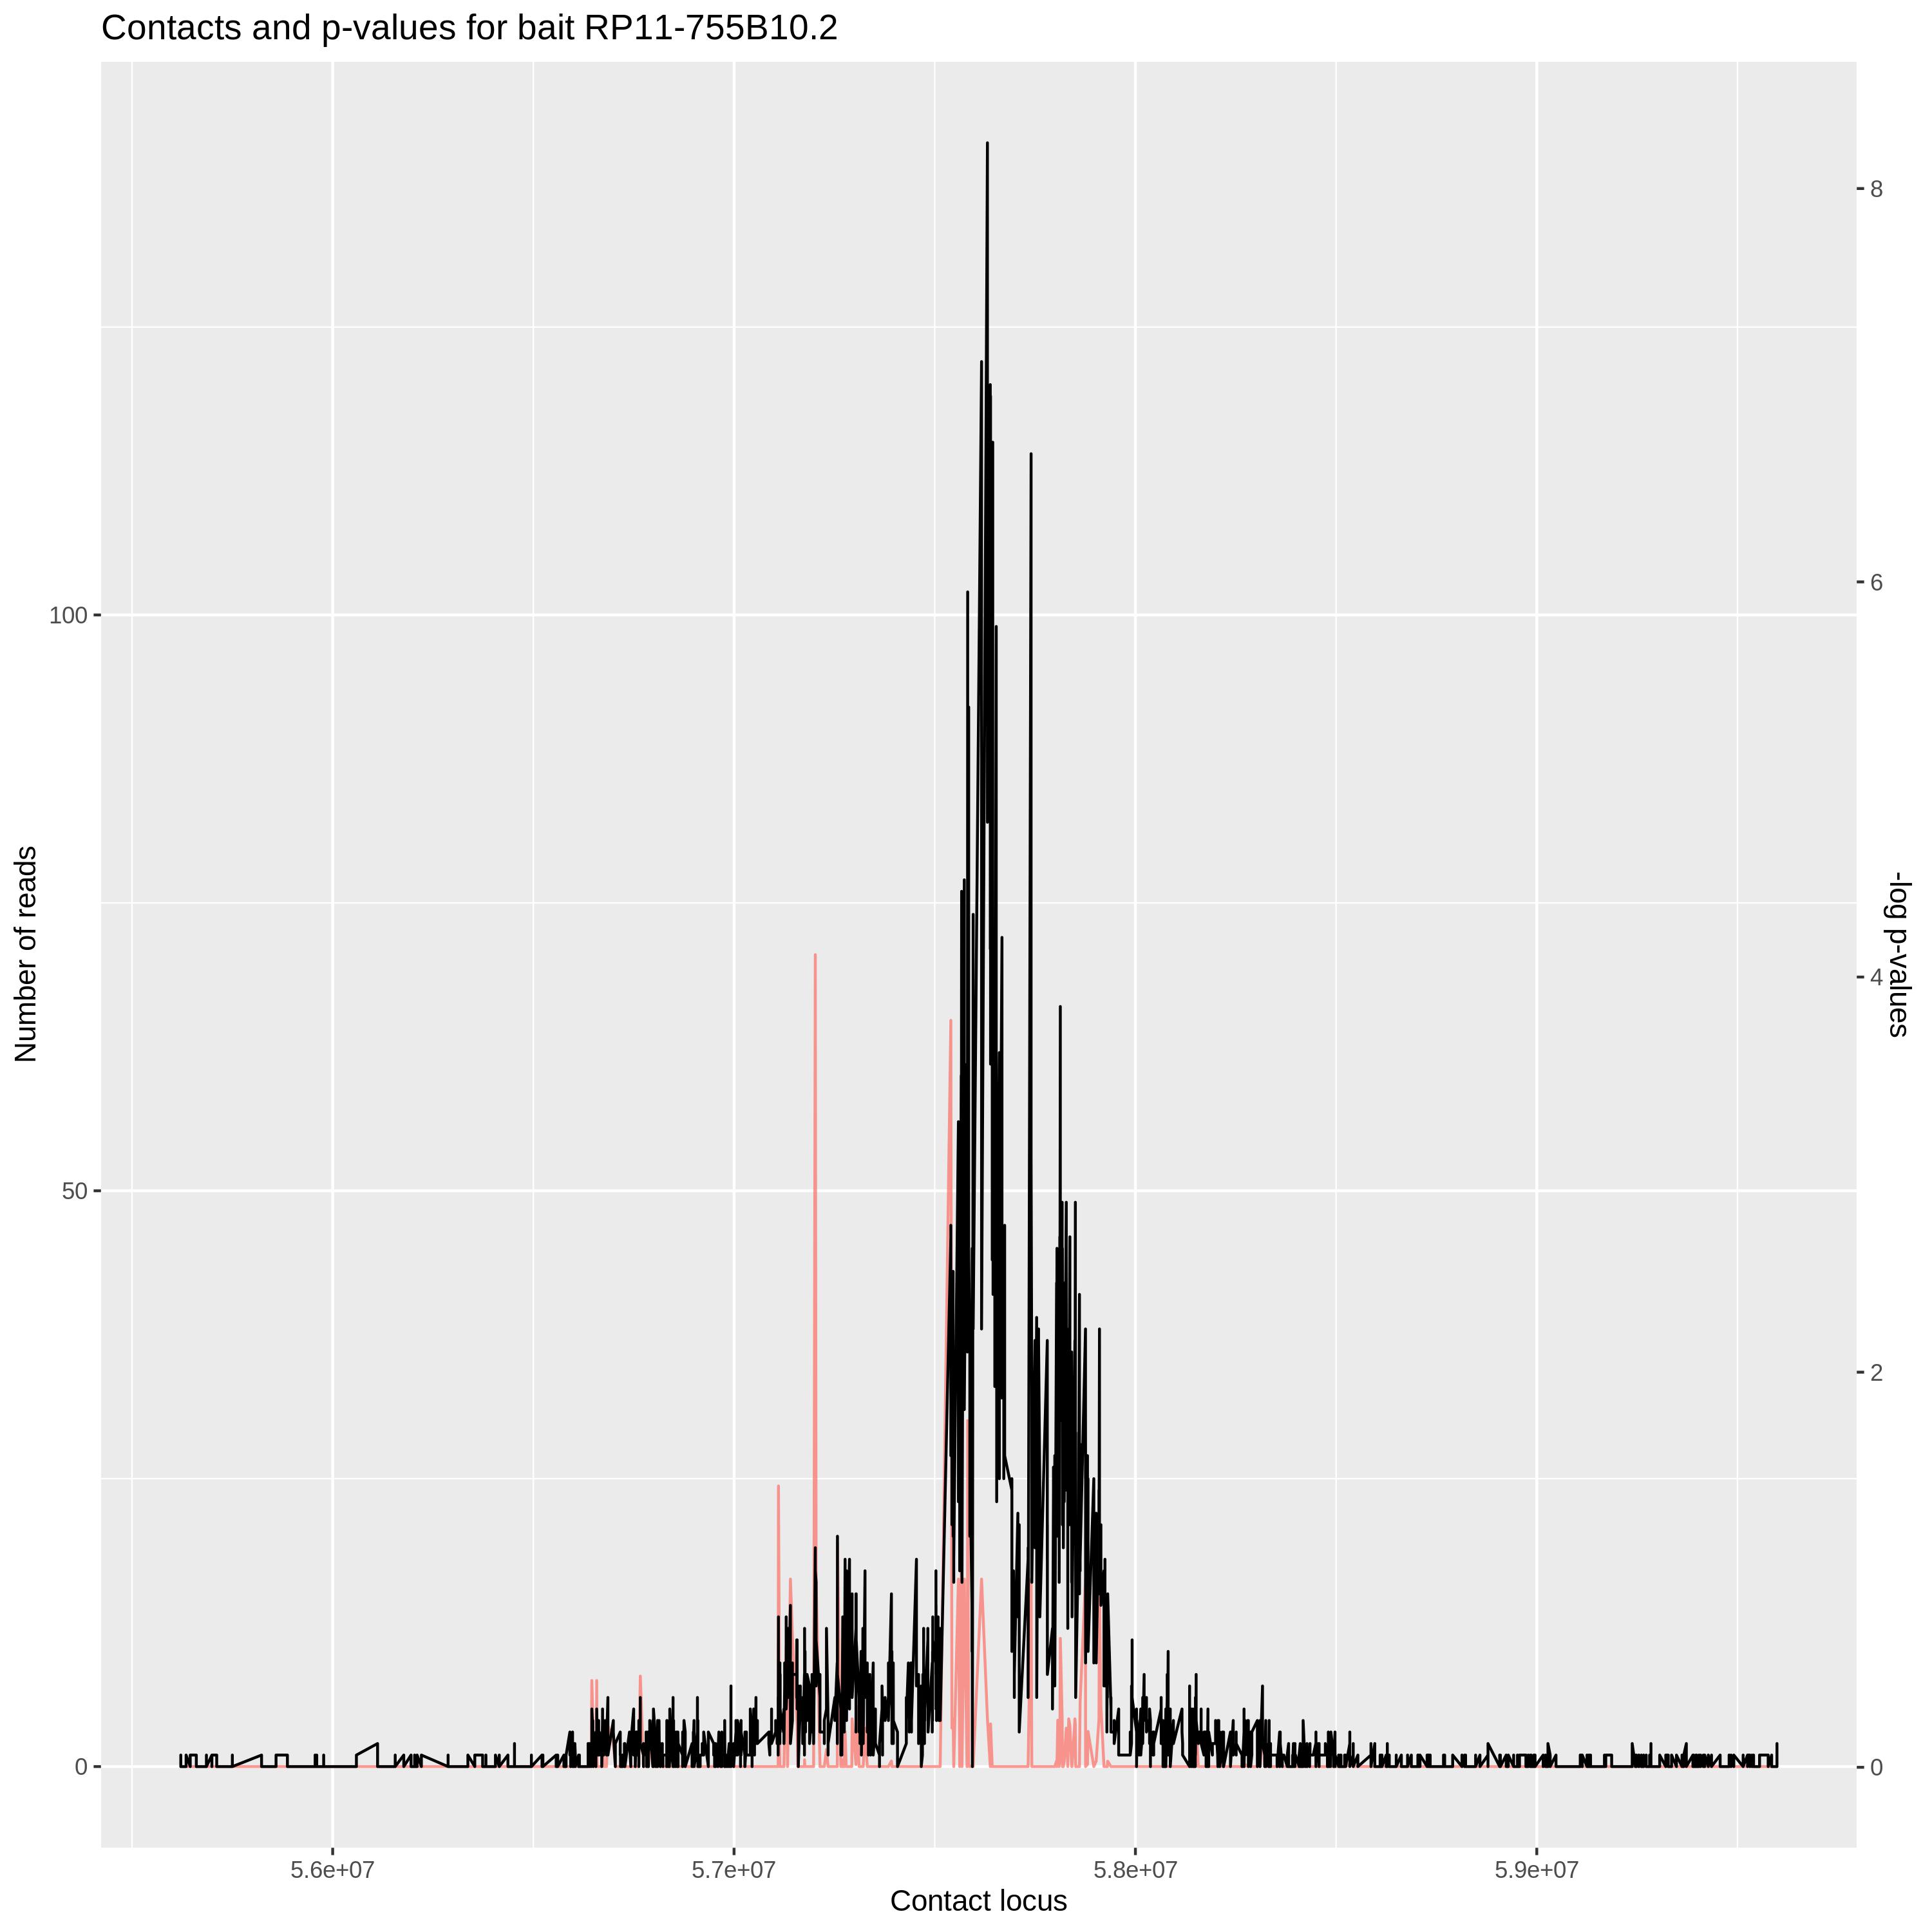 Contacts and p-values for bait RP11-755B10.2
Number of reads
100
50
0
8
6
4
2
0
-log p-values
5.6e+07
5.7e+07
5.8e+07
5.9e+07
Contact locus